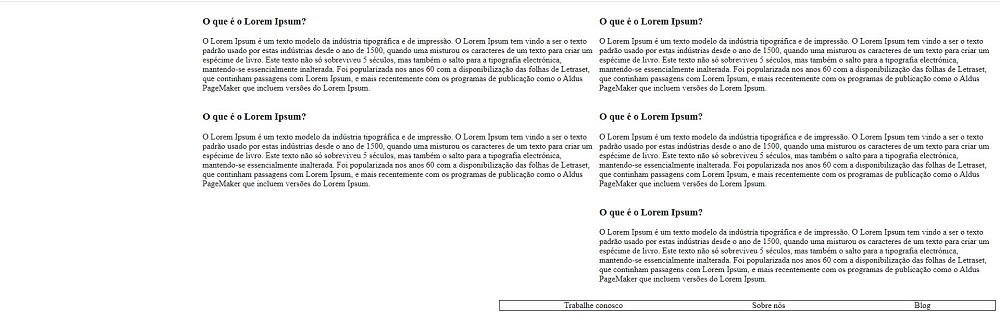 O que é o Lorem Ipsum?
O Lorem Ipsum é um texto modelo da indústria tipográfica e de impressão. O Lorem Ipsum tem vindo a ser o texto
padrão usado por estas indústrias desde o ano de 1500, quando uma misturou os caracteres de um texto para criar um
espécime de livro. Este texto não só sobreviveu 5 séculos, mas também o salto para a tipografia electrónica,
mantendo-se essencialmente inalterada. Foi popularizada nos anos 60 com a disponibilização das folhas de Letraset,
que continham passagens com Lorem Ipsum, e mais recentemente com os programas de publicação como o Aldus
PageMaker que incluem versões do Lorem Ipsum.
O que é o Lorem Ipsum?
O Lorem Ipsum é um texto modelo da indústria tipográfica e de impressão. O Lorem Ipsum tem vindo a ser o texto
padrão usado por estas indústrias desde o ano de 1500, quando uma misturou os caracteres de um texto para criar um
espécime de livro. Este texto não só sobreviveu 5 séculos, mas também o salto para a tipografia electrónica,
mantendo-se essencialmente inalterada. Foi popularizada nos anos 60 com a disponibilização das folhas de Letraset,
que continham passagens com Lorem Ipsum, e mais recentemente com os programas de publicação como o Aldus
PageMaker que incluem versões do Lorem Ipsum.
O que é o Lorem Ipsum?
O Lorem Ipsum é um texto modelo da indústria tipográfica e de impressão. O Lorem Ipsum tem vindo a ser o texto
padrão usado por estas indústrias desde o ano de 1500, quando uma misturou os caracteres de um texto para criar um
espécime de livro. Este texto não só sobreviveu 5 séculos, mas também o salto para a tipografia electrónica,
mantendo-se essencialmente inalterada. Foi popularizada nos anos 60 com a disponibilização das folhas de Letraset,
que continham passagens com Lorem Ipsum, e mais recentemente com os programas de publicação como o Aldus
PageMaker que incluem versões do Lorem Ipsum.
O que é o Lorem Ipsum?
O Lorem Ipsum é um texto modelo da indústria tipográfica e de impressão. O Lorem Ipsum tem vindo a ser o texto
padrão usado por estas indústrias desde o ano de 1500, quando uma misturou os caracteres de um texto para criar um
espécime de livro. Este texto não só sobreviveu 5 séculos, mas também o salto para a tipografia electrónica,
mantendo-se essencialmente inalterada. Foi popularizada nos anos 60 com a disponibilização das folhas de Letraset,
que continham passagens com Lorem Ipsum, e mais recentemente com os programas de publicação como o Aldus
PageMaker que incluem versões do Lorem Ipsum.
O que é o Lorem Ipsum?
O Lorem Ipsum é um texto modelo da indústria tipográfica e de impressão. O Lorem Ipsum tem vindo a ser o texto
padrão usado por estas indústrias desde o ano de 1500, quando uma misturou os caracteres de um texto para criar um
espécime de livro. Este texto não só sobreviveu 5 séculos, mas também o salto para a tipografia electrónica,
mantendo-se essencialmente inalterada. Foi popularizada nos anos 60 com a disponibilização das folhas de Letraset,
que continham passagens com Lorem Ipsum, e mais recentemente com os programas de publicação como o Aldus
PageMaker que incluem versões do Lorem Ipsum.
Trabalhe conosco Sobre nós Blog